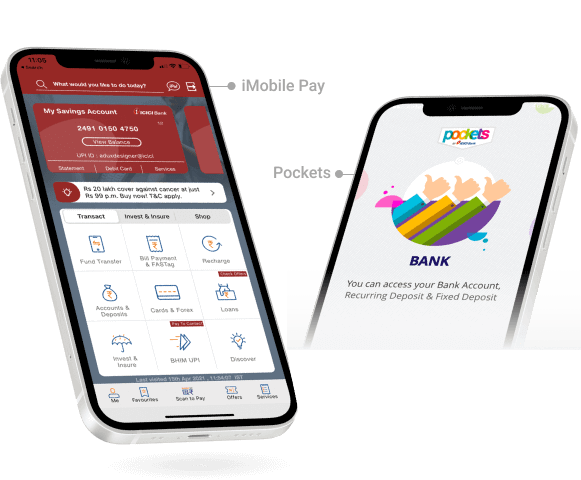 11:05
Search
What would you like to do today?
iPal
iMobile Pay
My Savings Account
ICICI Bank
2491 0150 4750
View Balance
UPI ID : eduxdesigner@icici
Statement Debit Card Services
Rs 20 lakh cover against cancer at just
Rs 99 p.m. Buy now! T&C apply.
Transact Invest & Insure Shop
Fund Transfer
Bill Payment
& FASTag
Recharge
Check Offers
Accounts &
Deposits
Cards & Forex
Loans
Pay To Contact
Invest &
Insure
BHIM UPI
Discover
Last visited 15th Apr 2021, 11:04:07 IST
Me Favourites Scan to Pay Offers Services
Pockets
pockets
by ICICI Bank
BANK
You can access your Bank Account,
Recurring Deposit & Fixed Deposit